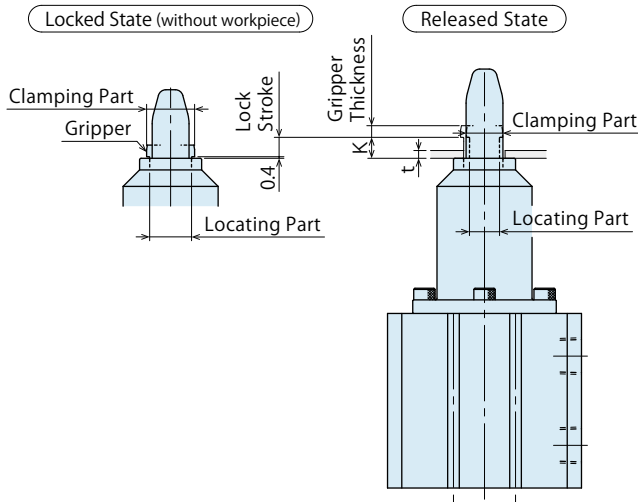 Locked State (without workpiece)
Released State
Clamping Part
Gripper
Lock
Stroke
0.4
Locating Part
Gripper
Thickness
K
t
Clamping Part
Locating Part